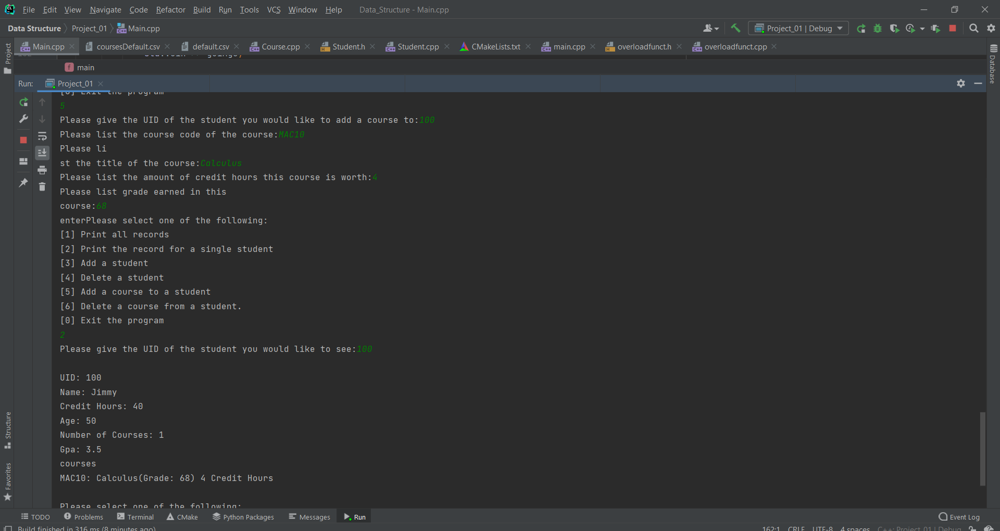 File Edit View Navigate Code Refactor Build Run Tools VCS Window Help Data_Structure - Main.cpp
Data Structure Project_01 Main.cpp Project_01 | Debug
Main.cpp coursesDefault.csv default.csv Course.cpp Student.h Student.cpp CMakeLists.txt main.cpp overloadfunct.h overloadfunct.cpp
Project
Database
f main
Run: Project_01
[0] Exit the program
5
Please give the UID of the student you would like to add a course to:100
Please list the course code of the course:MAC10
Please li
st the title of the course:Calculus
Please list the amount of credit hours this course is worth:4
Please list grade earned in this
course:68
enterPlease select one of the following:
[1] Print all records
[2] Print the record for a single student
[3] Add a student
[4] Delete a student
[5] Add a course to a student
[6] Delete a course from a student.
[0] Exit the program
2
Please give the UID of the student you would like to see:100
UID: 100
Name: Jimmy
Credit Hours: 40
Age: 50
Number of Courses: 1
Gpa: 3.5
courses
MAC10: Calculus(Grade: 68) 4 Credit Hours
Please select one of the following:
Structure
Favorites
TODO Problems Terminal CMake Python Packages Messages Run Event Log
Build finished in 316 ms (8 minutes ago) 162:1 CRLF UTF-8 4 spaces C++: Project_01 | Debug